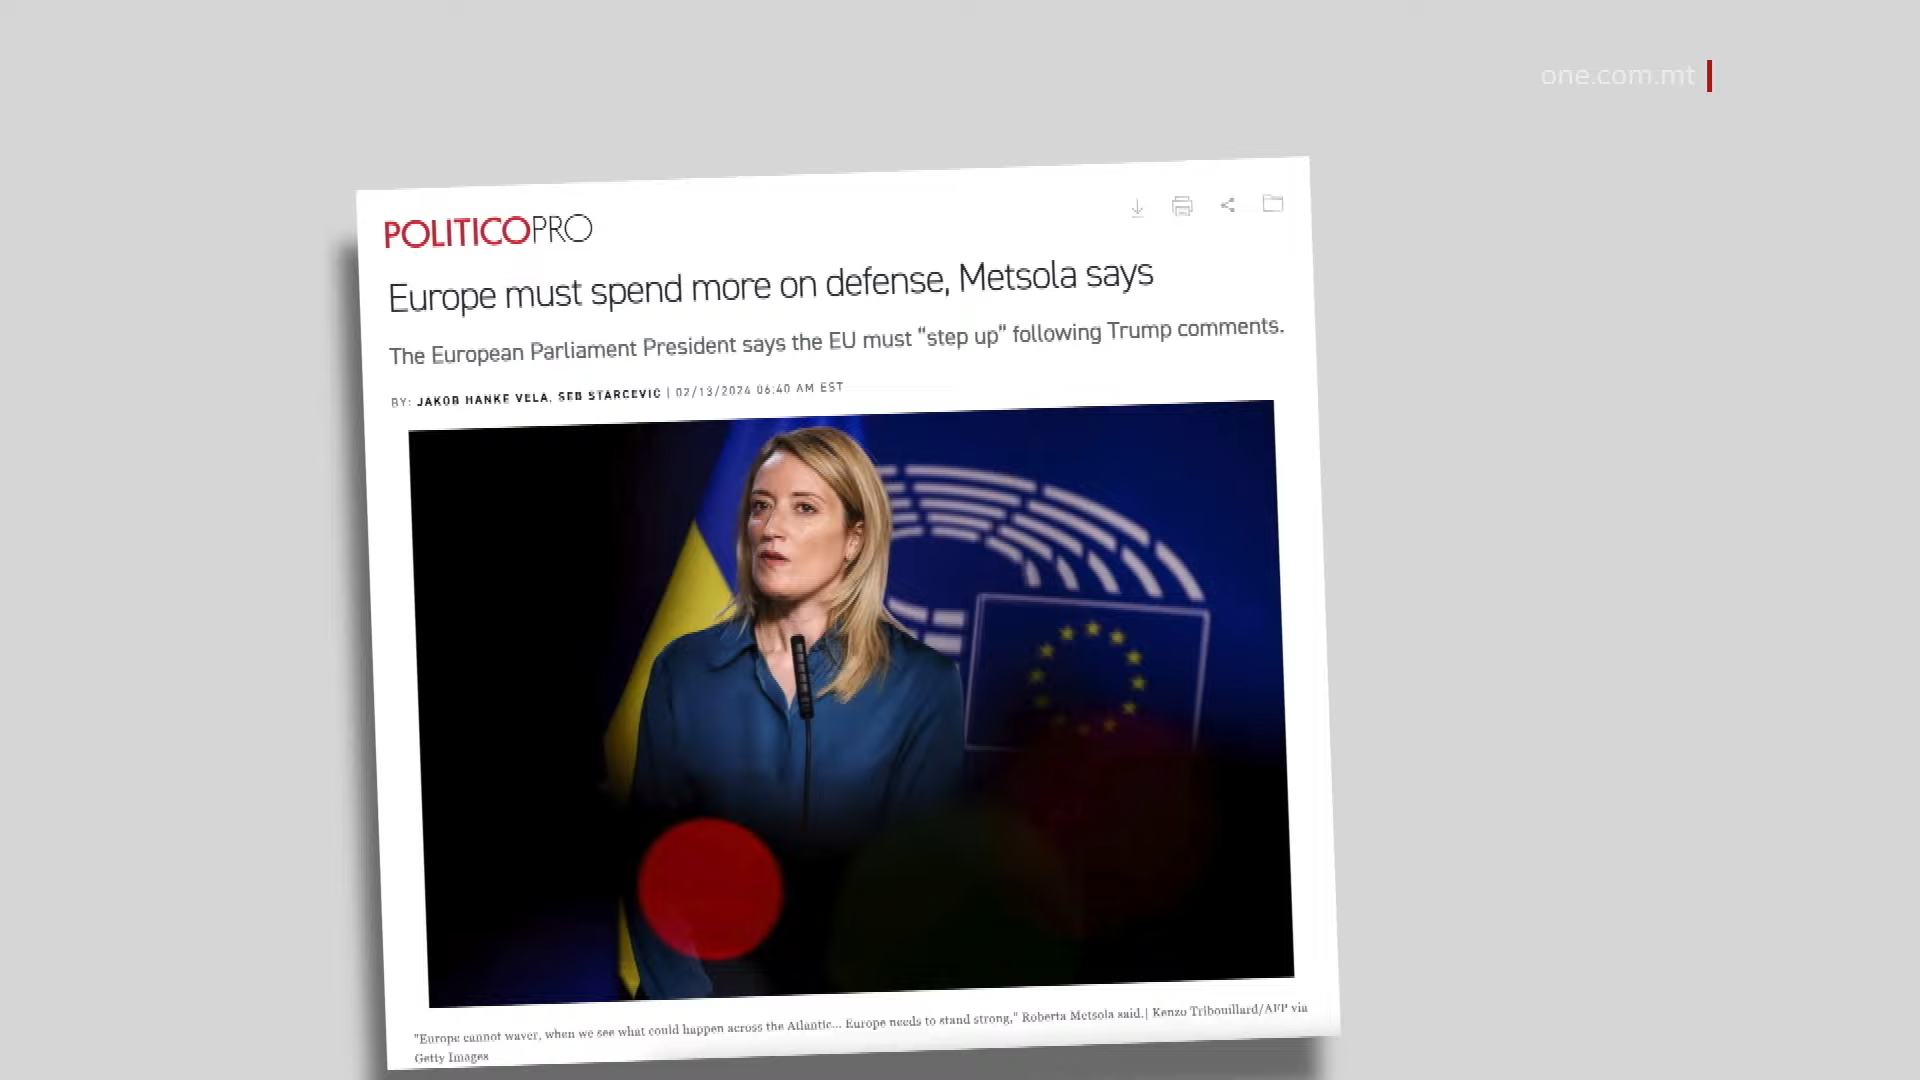 one.com.mt
POLITICOPRO
Europe must spend more on defense, Metsola says
The European Parliament President says the EU must “step up” following Trump comments.
BY: JAKOB HANKE VELA, SEB STARCEVIC | 02/13/2024 06:40 AM EST
"Europe cannot waver, when we see what could happen across the Atlantic... Europe needs to stand strong," Roberta Metsola said.| Kenzo Tribouillard/AFP via
Getty Images